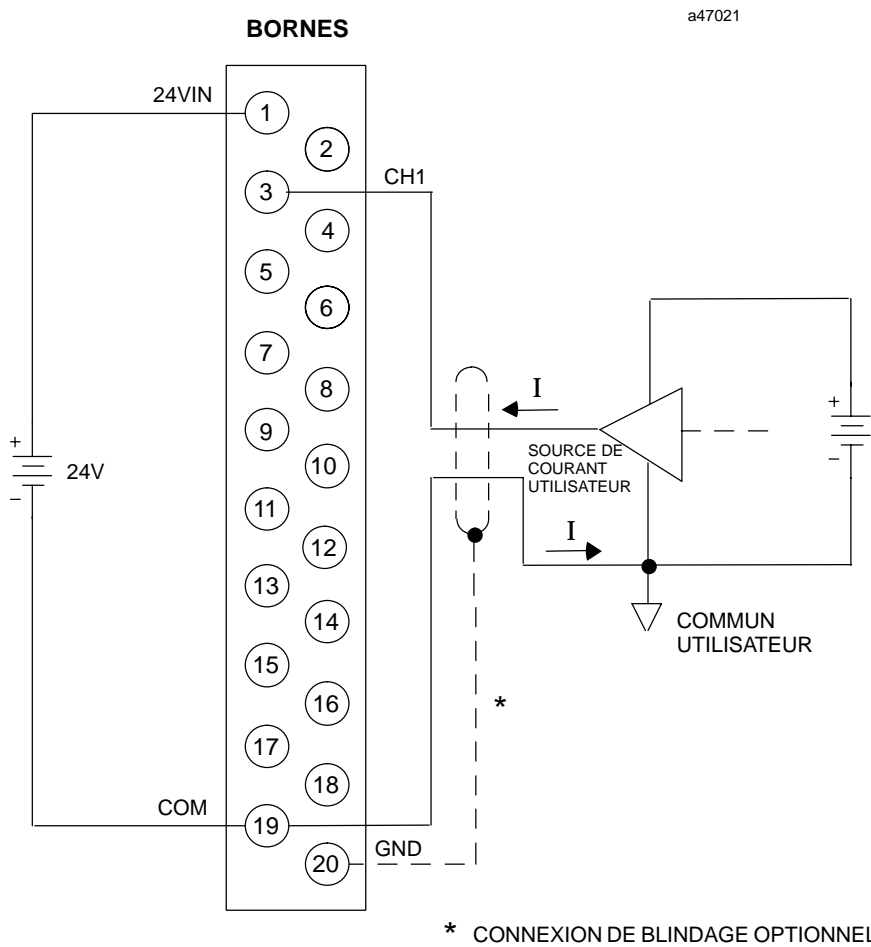 a47021
BORNES
24VIN
1
2
3
CH1
4
5
6
7
8
I
+
9
SOURCE DE
COURANT
UTILISATEUR
+
24V
10
–
–
11
I
12
13
14
COMMUN
UTILISATEUR
15
16
*
17
18
COM
19
GND
20
* CONNEXION DE BLINDAGE OPTIONNEL